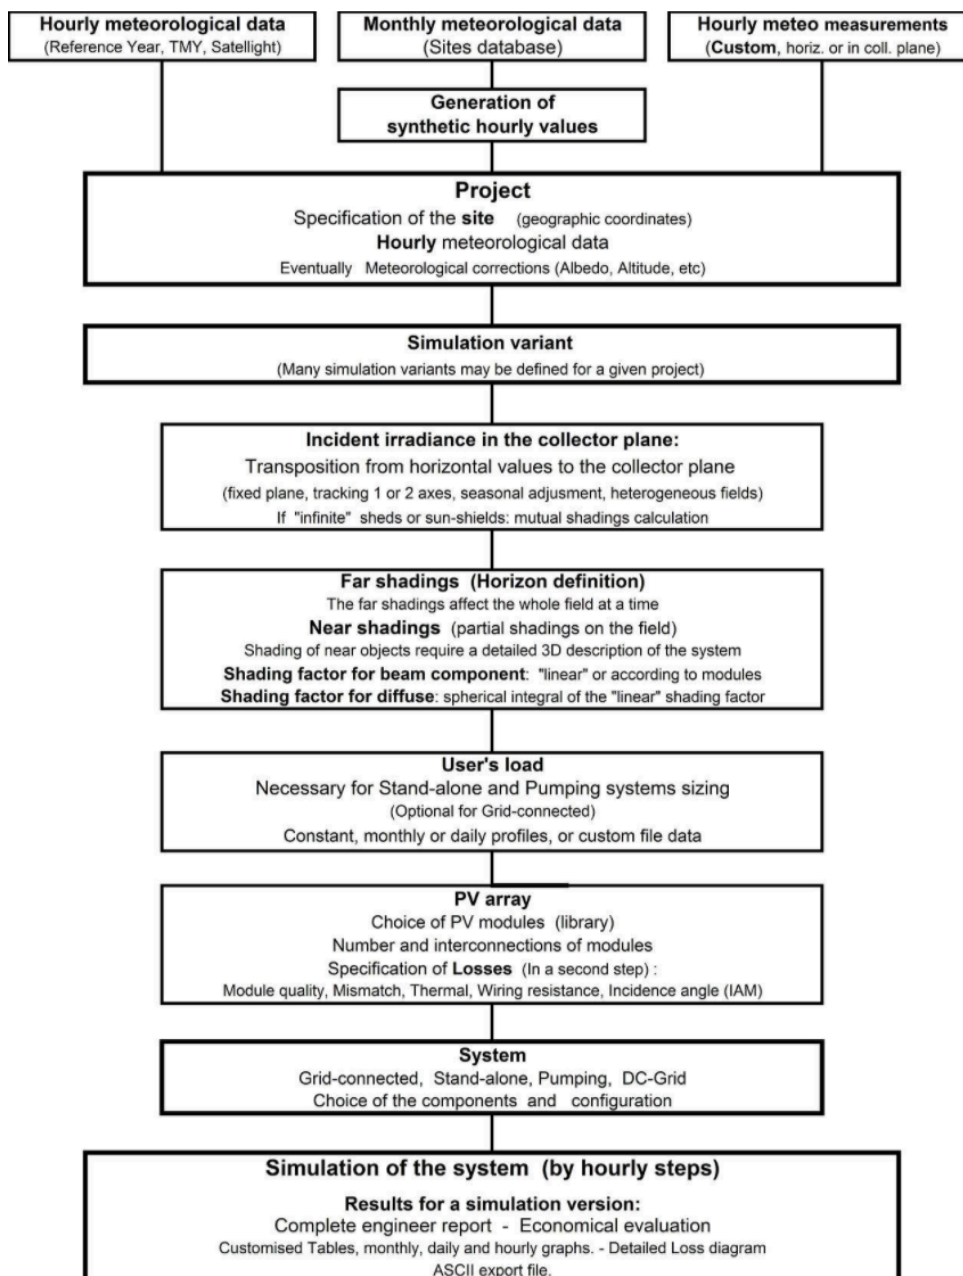 Hourly meteorological data
(Reference Year, TMY, Satellight)
Monthly meteorological data
(Sites database)
Hourly meteo measurements
(Custom, horiz. or in coll. plane)
Generation of
synthetic hourly values
Project
Specification of the site (geographic coordinates)
Hourly meteorological data
Eventually Meteorological corrections (Albedo, Altitude, etc)
Simulation variant
(Many simulation variants may be defined for a given project)
Incident irradiance in the collector plane:
Transposition from horizontal values to the collector plane
(fixed plane, tracking 1 or 2 axes, seasonal adjusment, heterogeneous fields)
If "infinite" sheds or sun-shields: mutual shadings calculation
Far shadings (Horizon definition)
The far shadings affect the whole field at a time
Near shadings (partial shadings on the field)
Shading of near objects require a detailed 3D description of the system
Shading factor for beam component: "linear" or according to modules
Shading factor for diffuse: spherical integral of the "linear" shading factor
User's load
Necessary for Stand-alone and Pumping systems sizing
(Optional for Grid-connected)
Constant, monthly or daily profiles, or custom file data
PV array
Choice of PV modules (library)
Number and interconnections of modules
Specification of Losses (In a second step) :
Module quality, Mismatch, Thermal, Wiring resistance, Incidence angle (IAM)
System
Grid-connected, Stand-alone, Pumping, DC-Grid
Choice of the components and configuration
Simulation of the system (by hourly steps)
Results for a simulation version:
Complete engineer report - Economical evaluation
Customised Tables, monthly, daily and hourly graphs. - Detailed Loss diagram
ASCII export file.